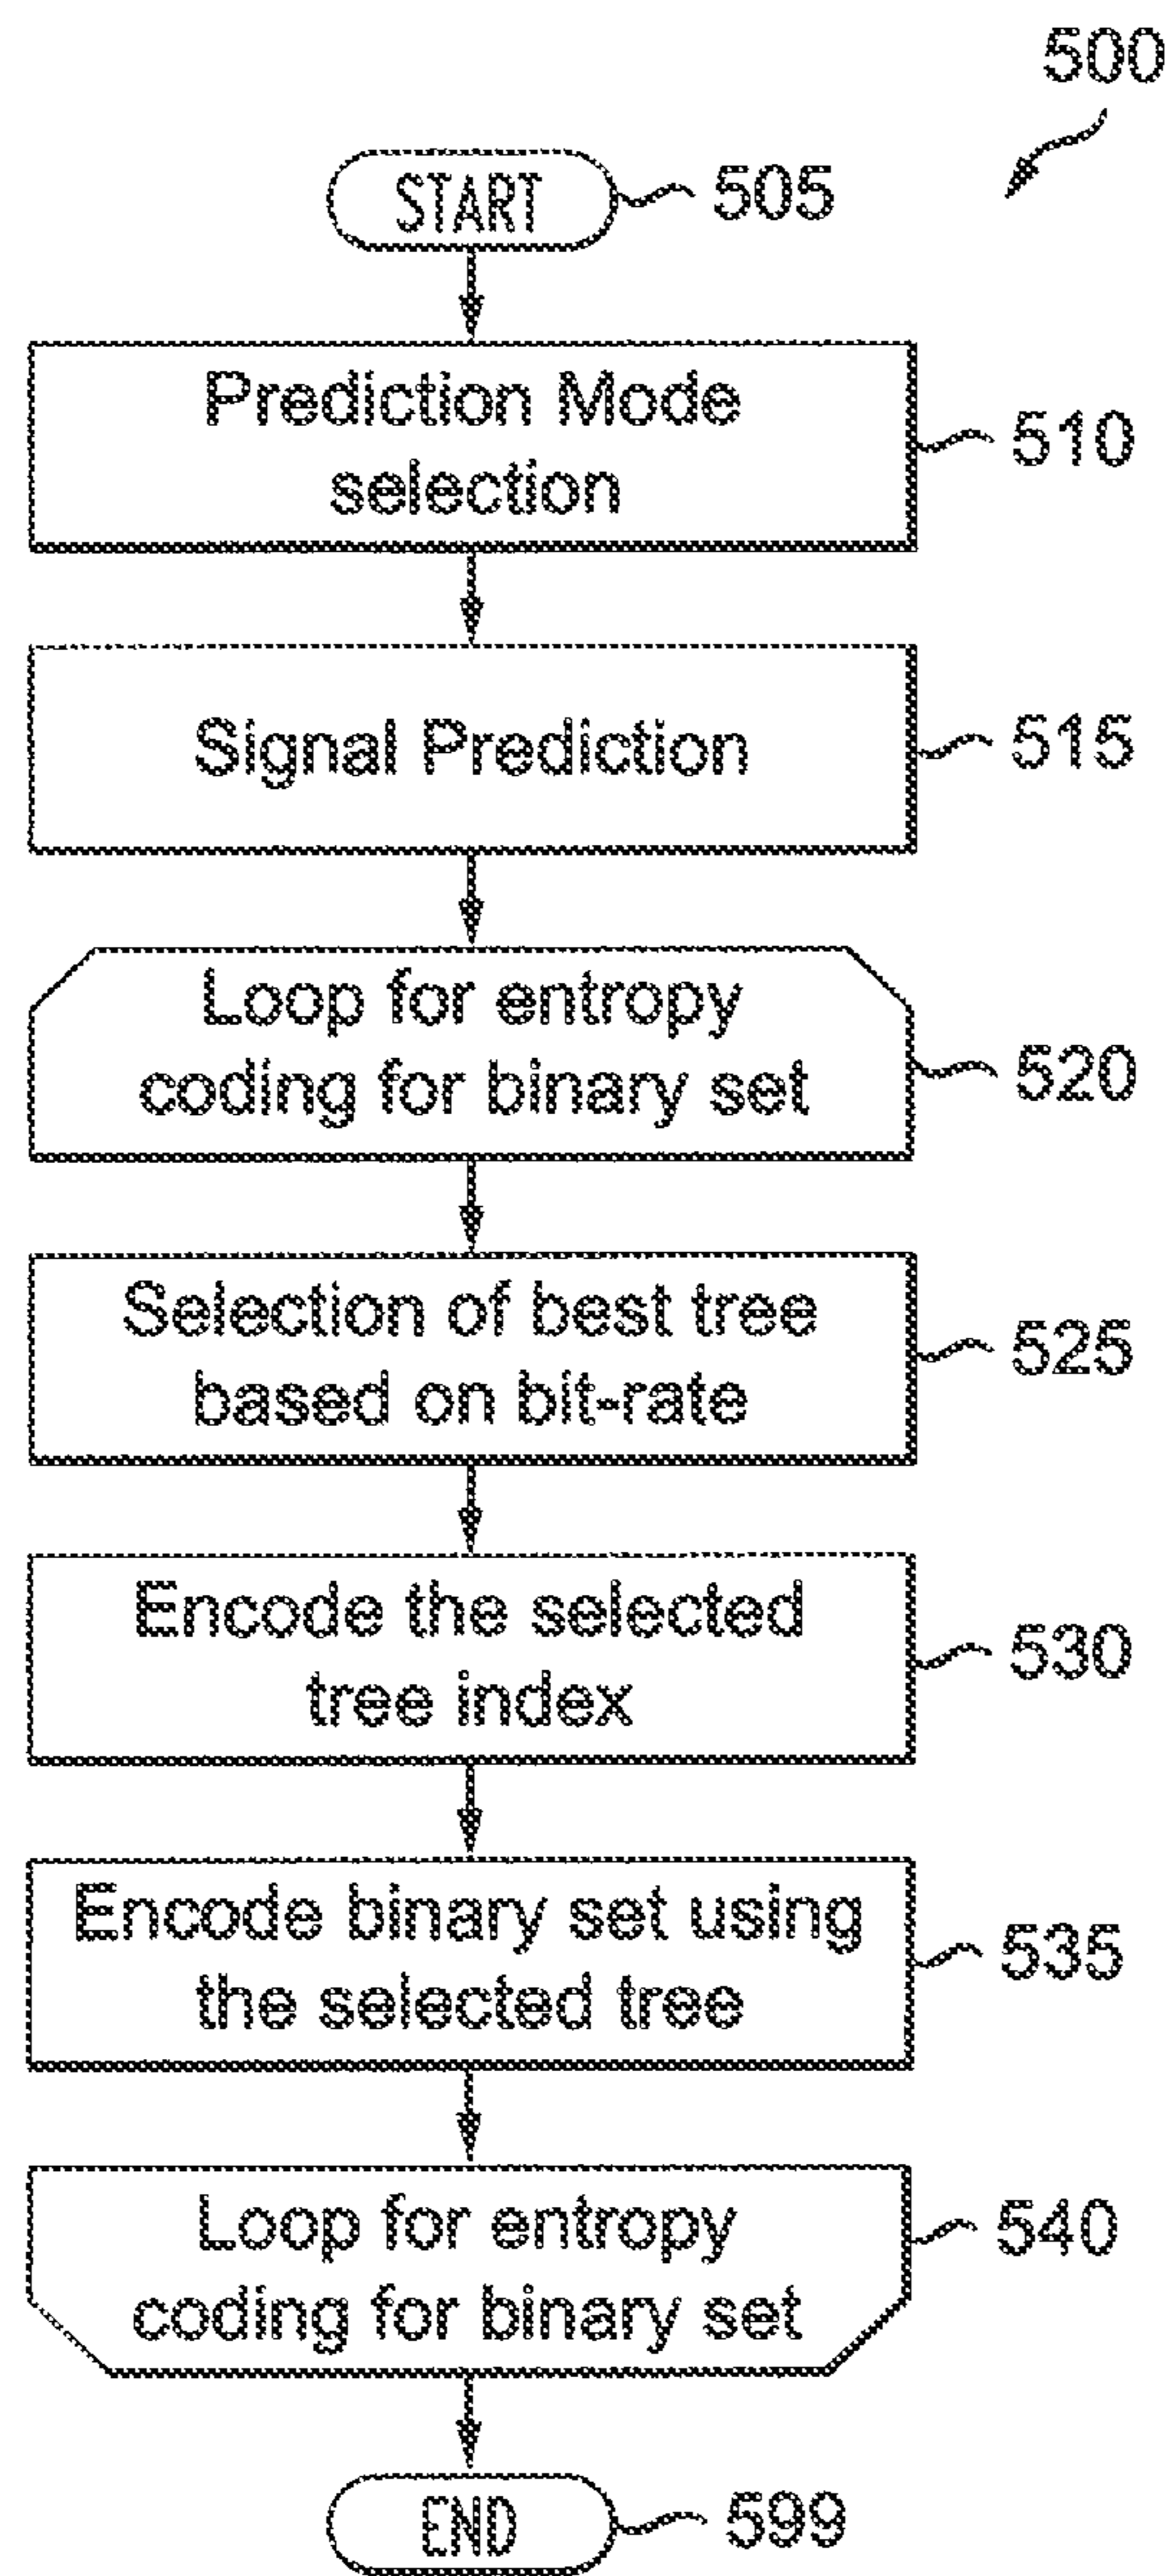 500
START
505
Prediction Mode
selection
510
Signal Prediction
515
Loop for entropy
coding for binary set
520
Selection of best tree
based on bit-rate
525
Encode the selected
tree index
530
Encode binary set using
the selected tree
535
Loop for entropy
coding for binary set
540
END
599